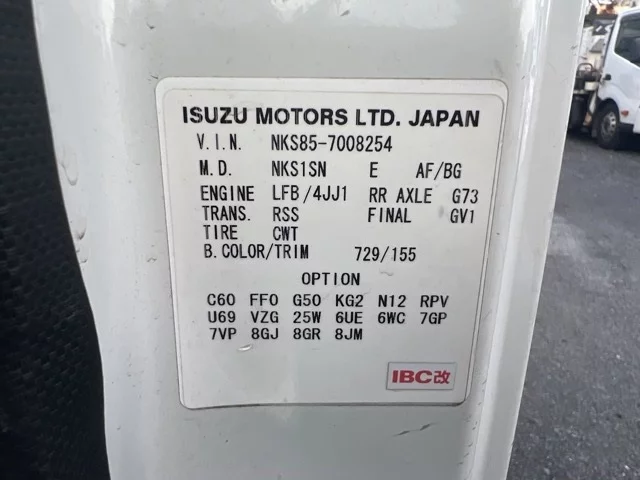 ISUZU MOTORS LTD. JAPAN
V.I.N. NKS85-7008254
M.D. NKS1SN E AF/BG
ENGINE LFB/4JJ1 RR AXLE G73
TRANS. RSS FINAL GV1
TIRE CWT
B.COLOR/TRIM 729/155
OPTION
C60 FF0 G50 KG2 N12 RPV
U69 VZG 25W 6UE 6WC 7GP
7VP 8GJ 8GR 8JM
IBC改